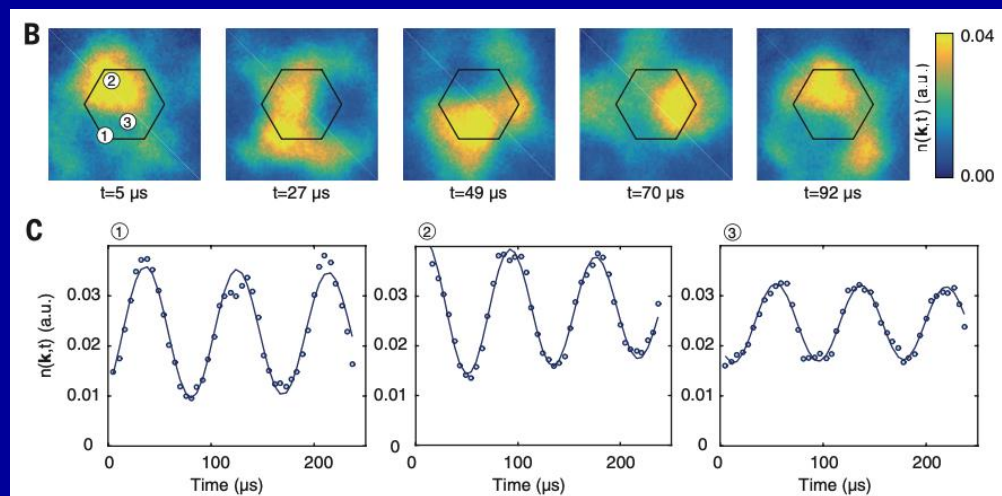 B
0.04
n(k,t) (a.u.)
0.00
②
③
①
t=5 μs
t=27 μs
t=49 μs
t=70 μs
t=92 μs
C
①
②
③
n(k,t) (a.u.)
0.03
0.02
0.01
0
0.03
0.02
0.01
0
0.03
0.02
0.01
0
0
100
200
0
100
200
0
100
200
Time (μs)
Time (μs)
Time (μs)